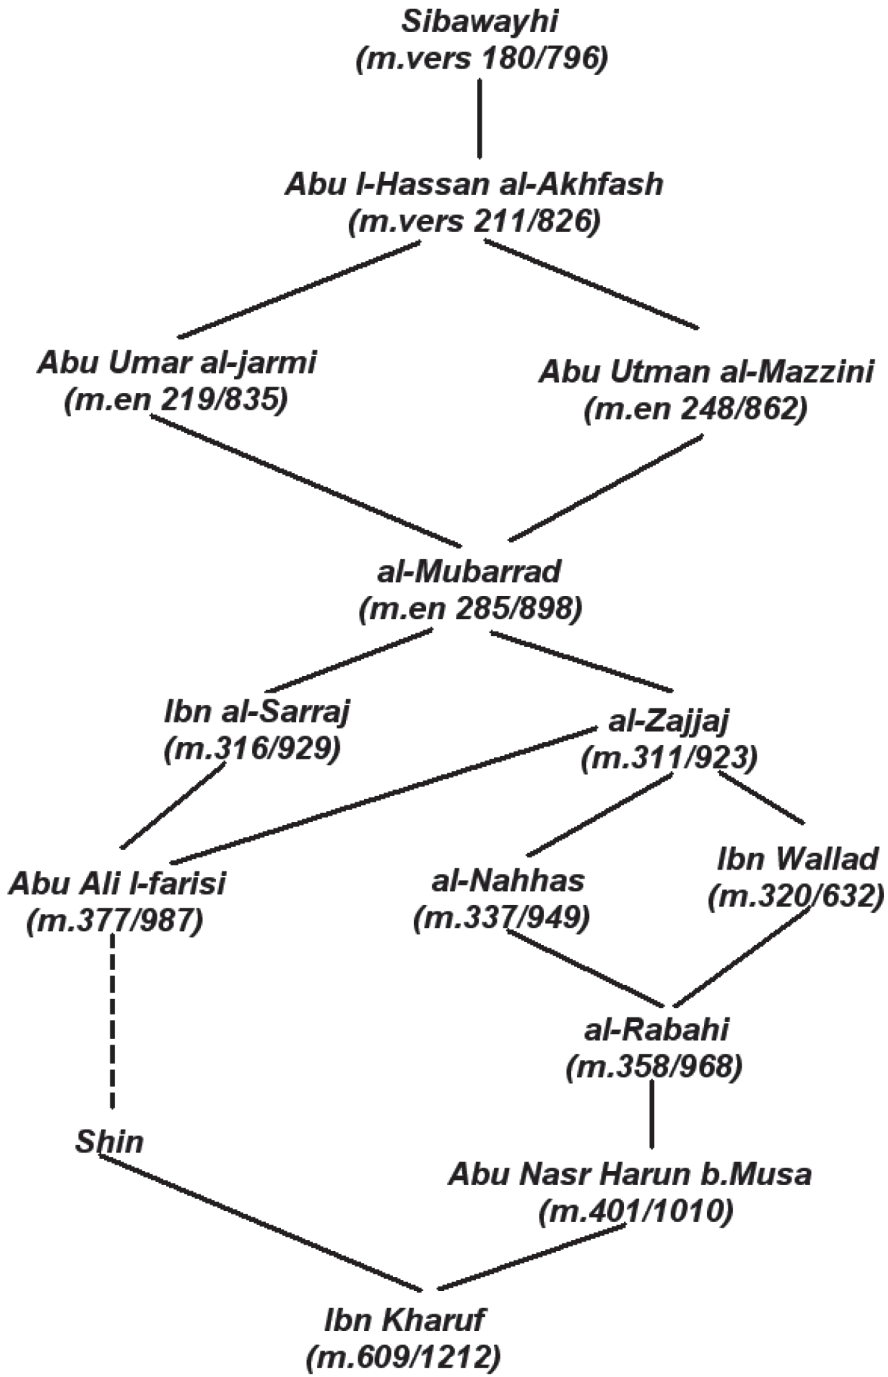 Sibawayhi
(m.vers 180/796)
Abu l-Hassan al-Akhfash
(m.vers 211/826)
Abu Umar al-jarmi
(m.en 219/835)
Abu Utman al-Mazzini
(m.en 248/862)
al-Mubarrad
(m.en 285/898)
Ibn al-Sarraj
(m.316/929)
al-Zajjaj
(m.311/923)
Abu Ali l-farisi
(m.377/987)
al-Nahhas
(m.337/949)
Ibn Wallad
(m.320/632)
al-Rabahi
(m.358/968)
Shin
Abu Nasr Harun b.Musa
(m.401/1010)
Ibn Kharuf
(m.609/1212)